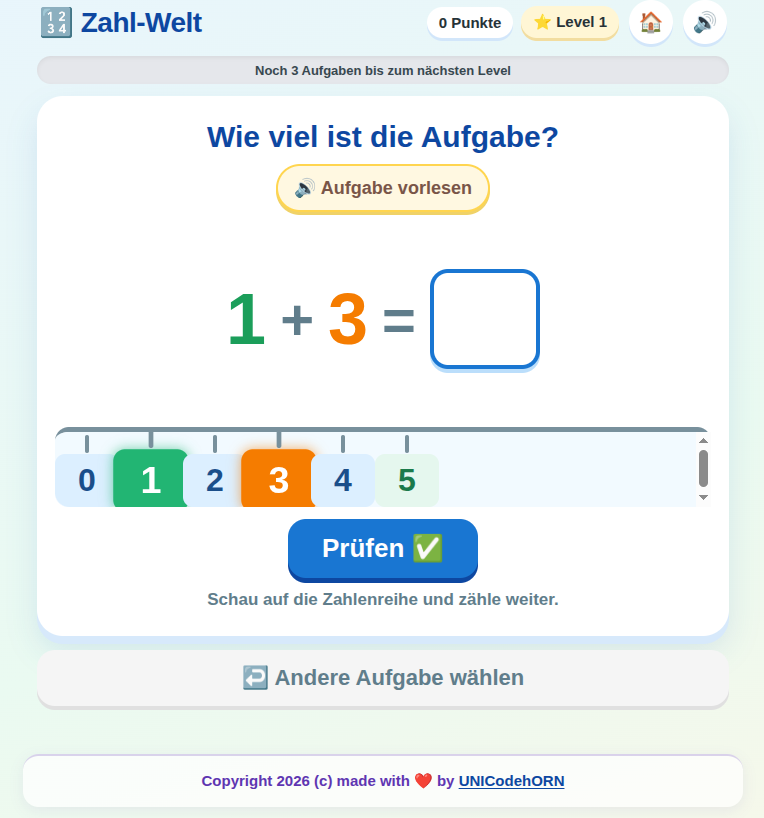 🔢 Zahl-Welt
0 Punkte
⭐ Level 1
🏠
🔊
Noch 3 Aufgaben bis zum nächsten Level
Wie viel ist die Aufgabe?
🔊 Aufgabe vorlesen
1 + 3 =
0 1 2 3 4 5
Prüfen ✅
Schau auf die Zahlenreihe und zähle weiter.
↩️ Andere Aufgabe wählen
Copyright 2026 (c) made with ❤️ by UNICodehORN